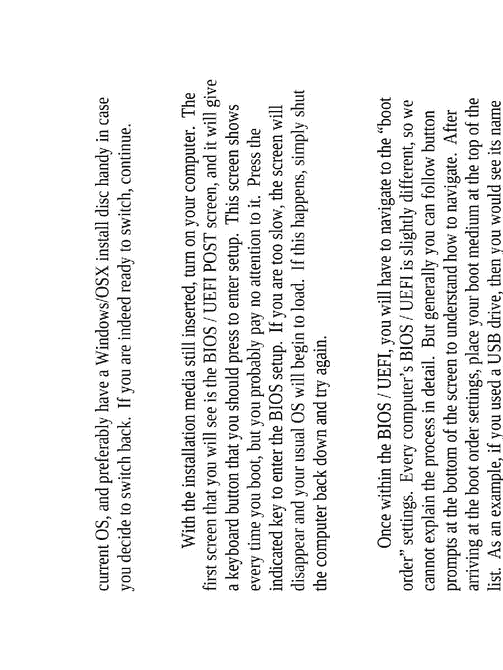 current OS, and preferably have a Windows/OSX install disc handy in case
you decide to switch back.  If you are indeed ready to switch, continue.
With the installation media still inserted, turn on your computer.  The
first screen that you will see is the BIOS / UEFI POST screen, and it will give
a keyboard button that you should press to enter setup.  This screen shows
every time you boot, but you probably pay no attention to it.  Press the
indicated key to enter the BIOS setup.  If you are too slow, the screen will
disappear and your usual OS will begin to load.  If this happens, simply shut
the computer back down and try again.
Once within the BIOS / UEFI, you will have to navigate to the “boot
order” settings.  Every computer’s BIOS / UEFI is slightly different, so we
cannot explain the process in detail.  But generally you can follow button
prompts at the bottom of the screen to understand how to navigate.  After
arriving at the boot order settings, place your boot medium at the top of the
list.  As an example, if you used a USB drive, then you would see its name